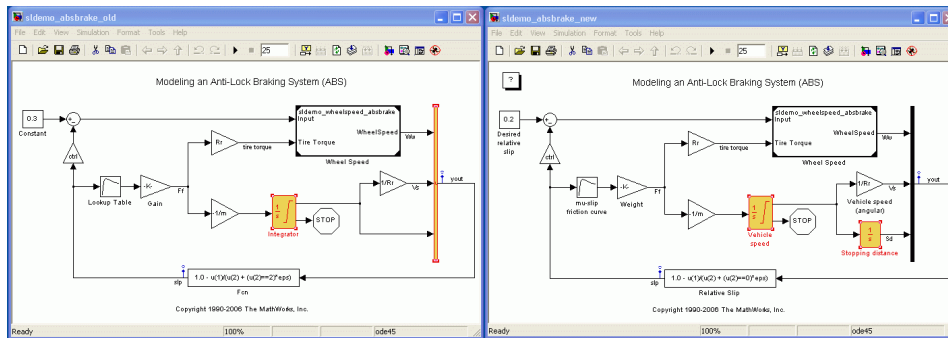 sldemo_absbrake_old
File Edit View Simulation Format Tools Help
25
Modeling an Anti-Lock Braking System (ABS)
0.3
Constant
sldemo_wheelspeed_absbrake
Input
WheelSpeed
Ww
Tire Torque
Wheel Speed
Rr
tire torque
ctrl
Lookup Table
-K-
Gain
Ff
-1/m
1
s
Integrator
STOP
1/Rr
Vs
yout
slp
1.0 - u(1)/(u(2) + (u(2)==2)*eps)
Fcn
Copyright 1990-2006 The MathWorks, Inc.
Ready
100%
ode45
sldemo_absbrake_new
File Edit View Simulation Format Tools Help
25
?
Modeling an Anti-Lock Braking System (ABS)
0.2
Desired
relative
slip
sldemo_wheelspeed_absbrake
Input
WheelSpeed
Ww
Tire Torque
Wheel Speed
Rr
tire torque
ctrl
mu-slip
friction curve
-K-
Weight
Ff
-1/m
1
s
Vehicle
speed
STOP
1/Rr
Vs
Vehicle speed
(angular)
yout
1
s
Sd
Stopping distance
slp
1.0 - u(1)/(u(2) + (u(2)==0)*eps)
Relative Slip
Copyright 1990-2006 The MathWorks, Inc.
Ready
100%
ode45